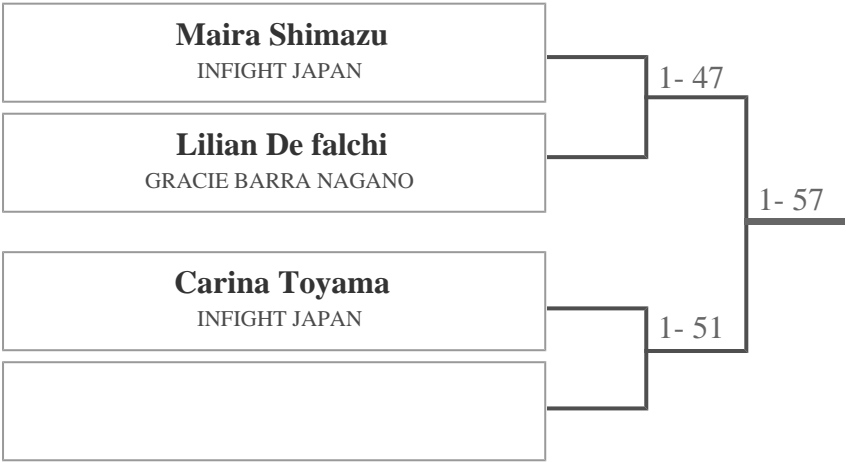 Maira Shimazu
INFIGHT JAPAN
1- 47
Lilian De falchi
GRACIE BARRA NAGANO
1- 57
Carina Toyama
INFIGHT JAPAN
1- 51